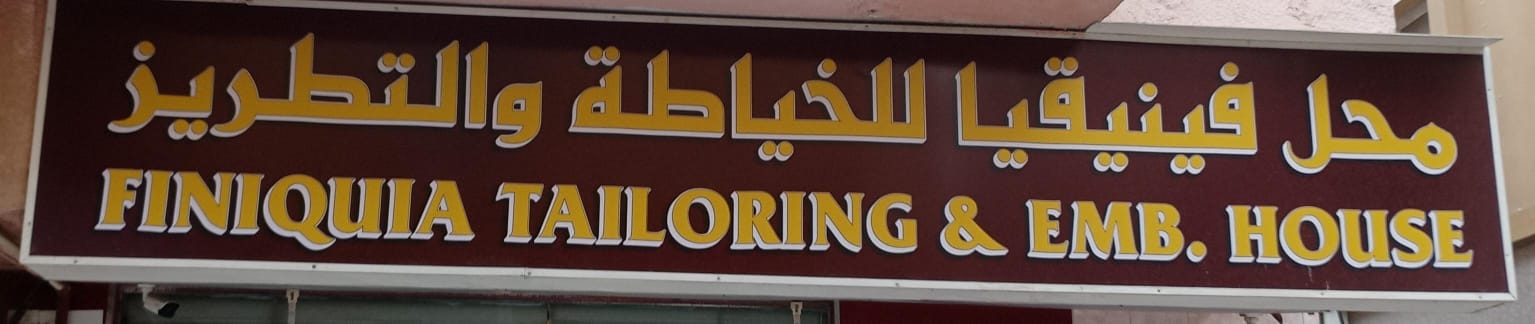 محل فينيقيا للخياطة والتطريز
FINIQUIA TAILORING & EMB. HOUSE